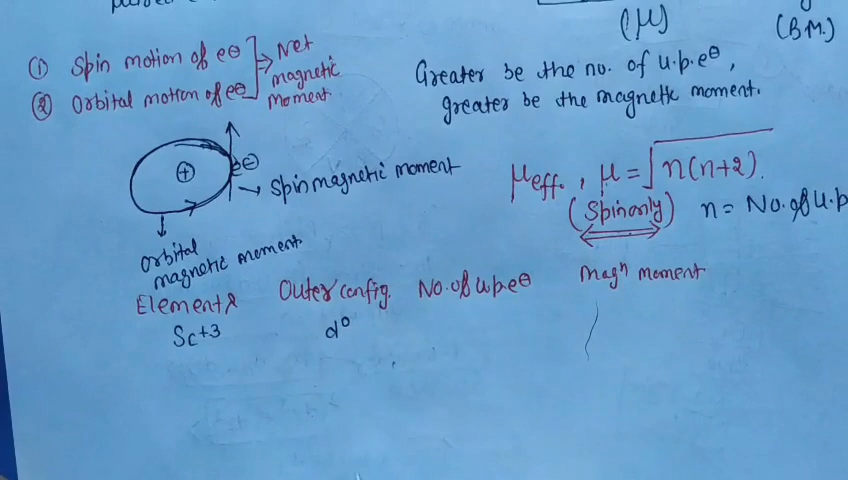 (μ)
(BM.)
① Spin motion of e⊖
② Orbital motion of e⊖
Net
magnetic
moment
Greater be the no. of u.p.e⊖,
greater be the magnetic moment.
⊕
⊖
Spin magnetic moment
orbital
magnetic moment
μeff. , μ = √n(n+2).
(Spin only) n = No. of u.p
Elements Outer config. No. of u.p.e⊖ Magn moment
Sc+3 d⁰